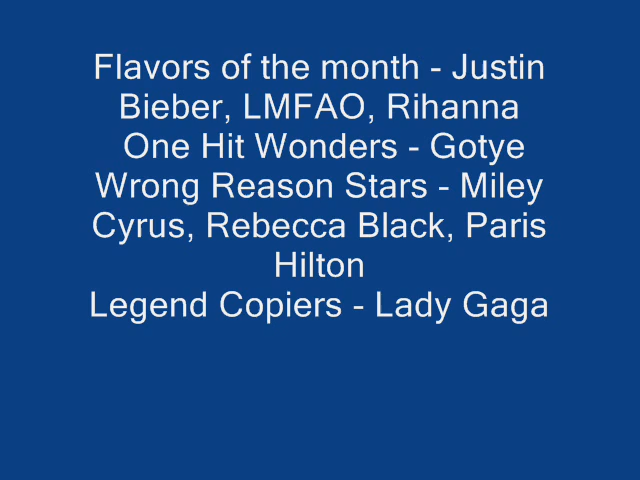 Flavors of the month - Justin
Bieber, LMFAO, Rihanna
One Hit Wonders - Gotye
Wrong Reason Stars - Miley
Cyrus, Rebecca Black, Paris
Hilton
Legend Copiers - Lady Gaga